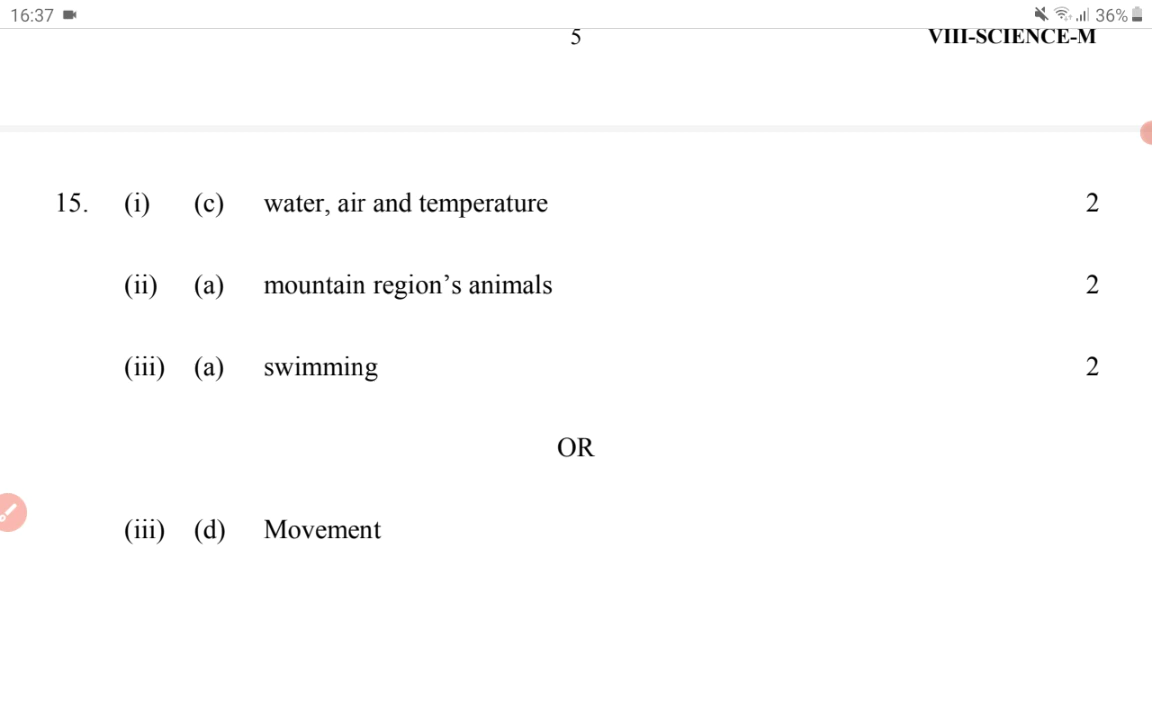 16:37 36%
5 VIII-SCIENCE-M
15. (i) (c) water, air and temperature 2
(ii) (a) mountain region’s animals 2
(iii) (a) swimming 2
OR
(iii) (d) Movement